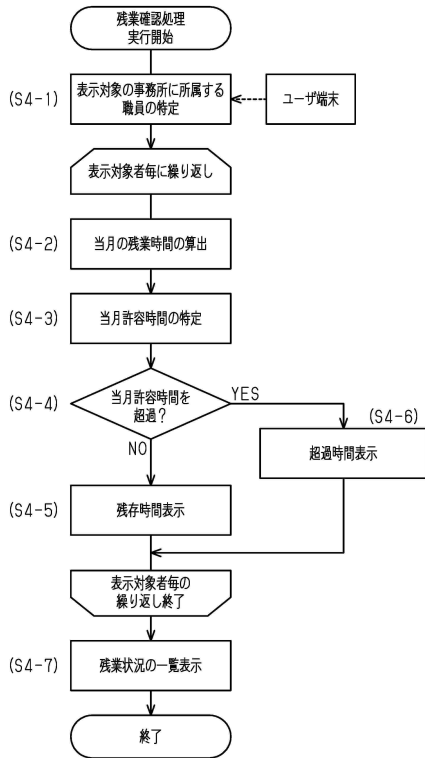 残業確認処理
実行開始
(S4-1)
表示対象の事務所に所属する
職員の特定
ユーザ端末
表示対象者毎に繰り返し
(S4-2)
当月の残業時間の算出
(S4-3)
当月許容時間の特定
(S4-4)
当月許容時間を
超過?
YES
NO
(S4-6)
超過時間表示
(S4-5)
残存時間表示
表示対象者毎の
繰り返し終了
(S4-7)
残業状況の一覧表示
終了